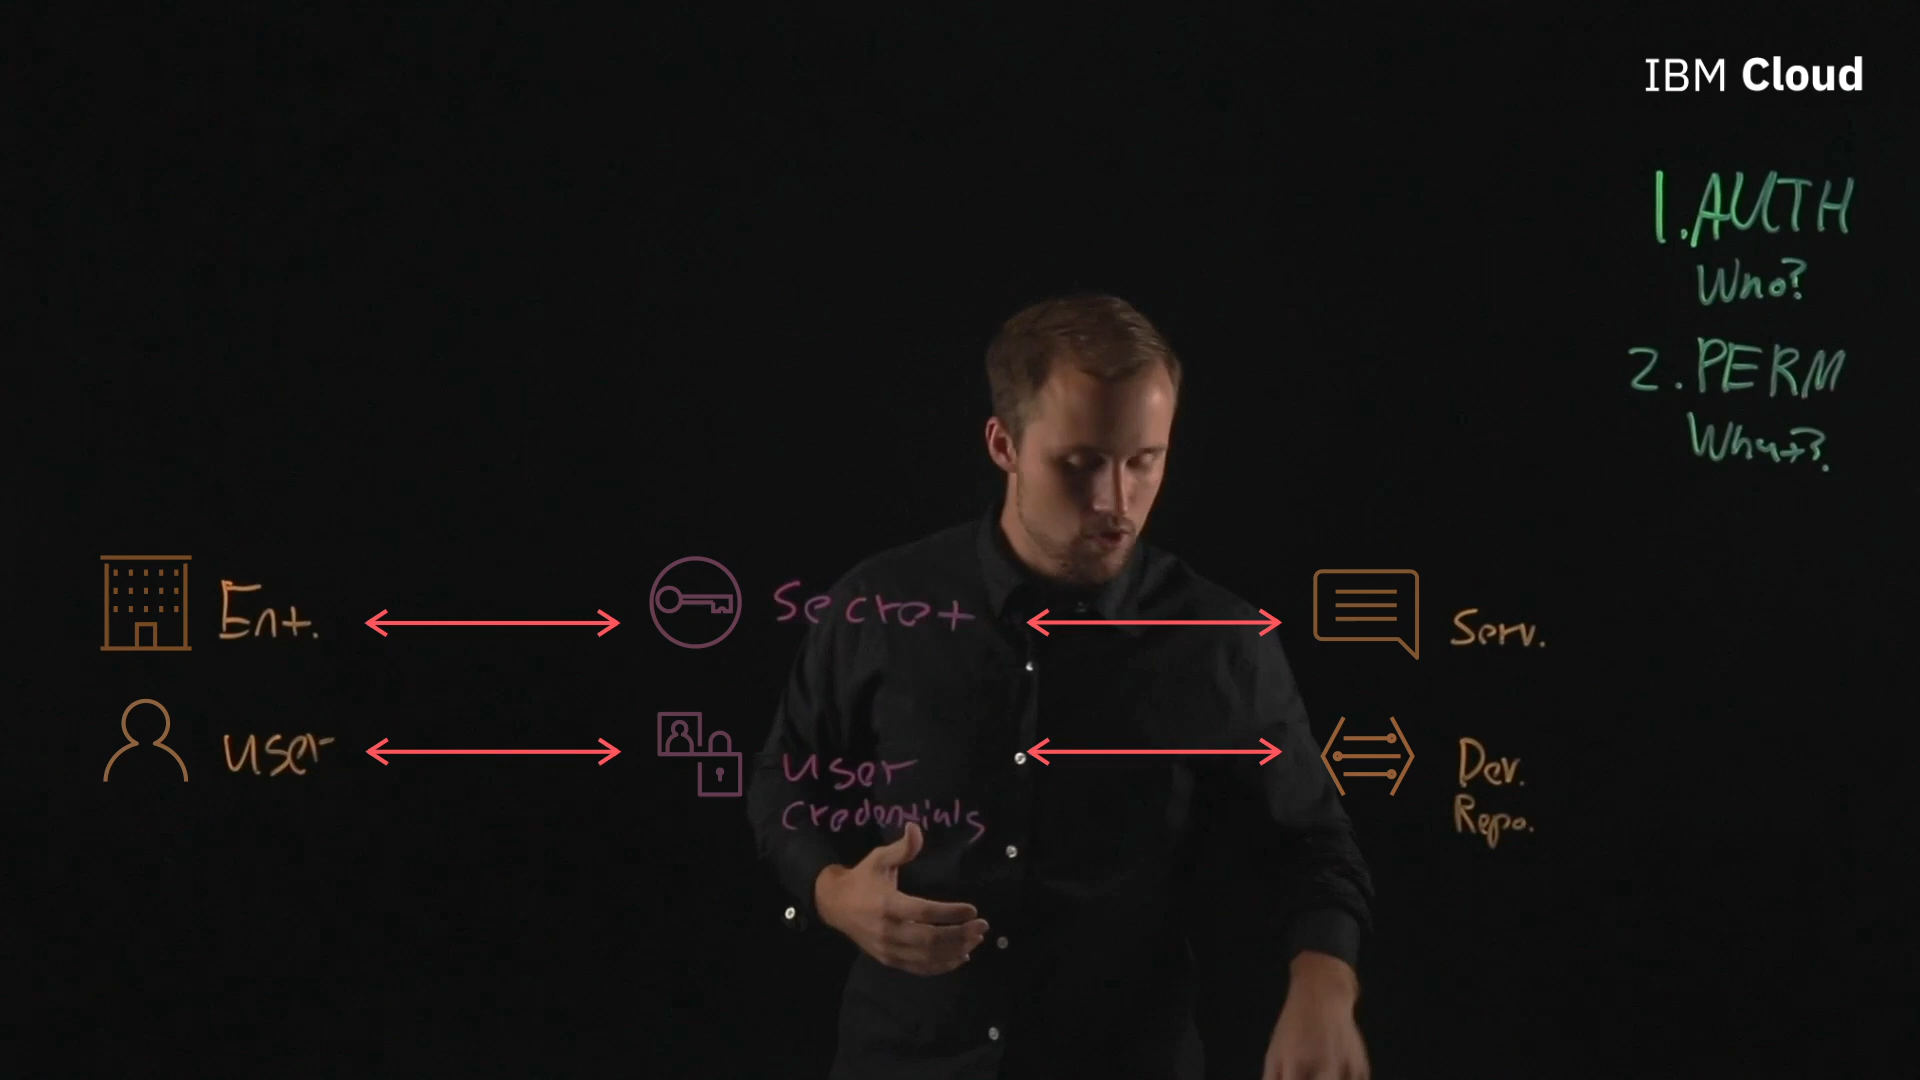 IBM Cloud
1. AUTH
Who?
2. PERM
What?
Ent.
Secret
Serv.
user
user
credentials
Dev.
Repo.